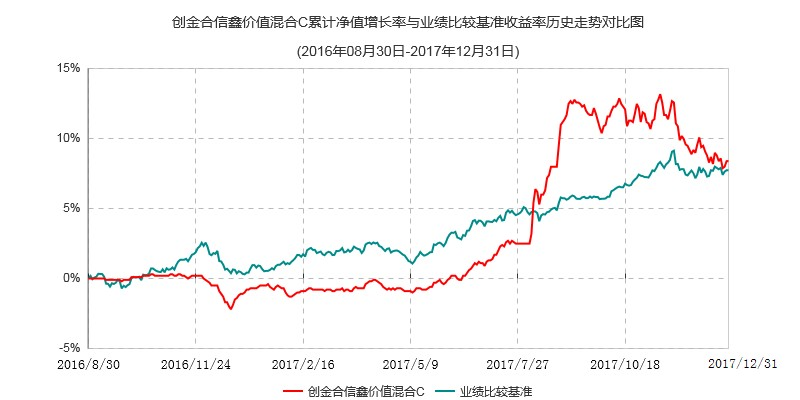 创金合信鑫价值混合C累计净值增长率与业绩比较基准收益率历史走势对比图
(2016年08月30日-2017年12月31日)
15%
10%
5%
0%
-5%
2016/8/30 2016/11/24 2017/2/16 2017/5/9 2017/7/27 2017/10/18 2017/12/31
创金合信鑫价值混合C 业绩比较基准